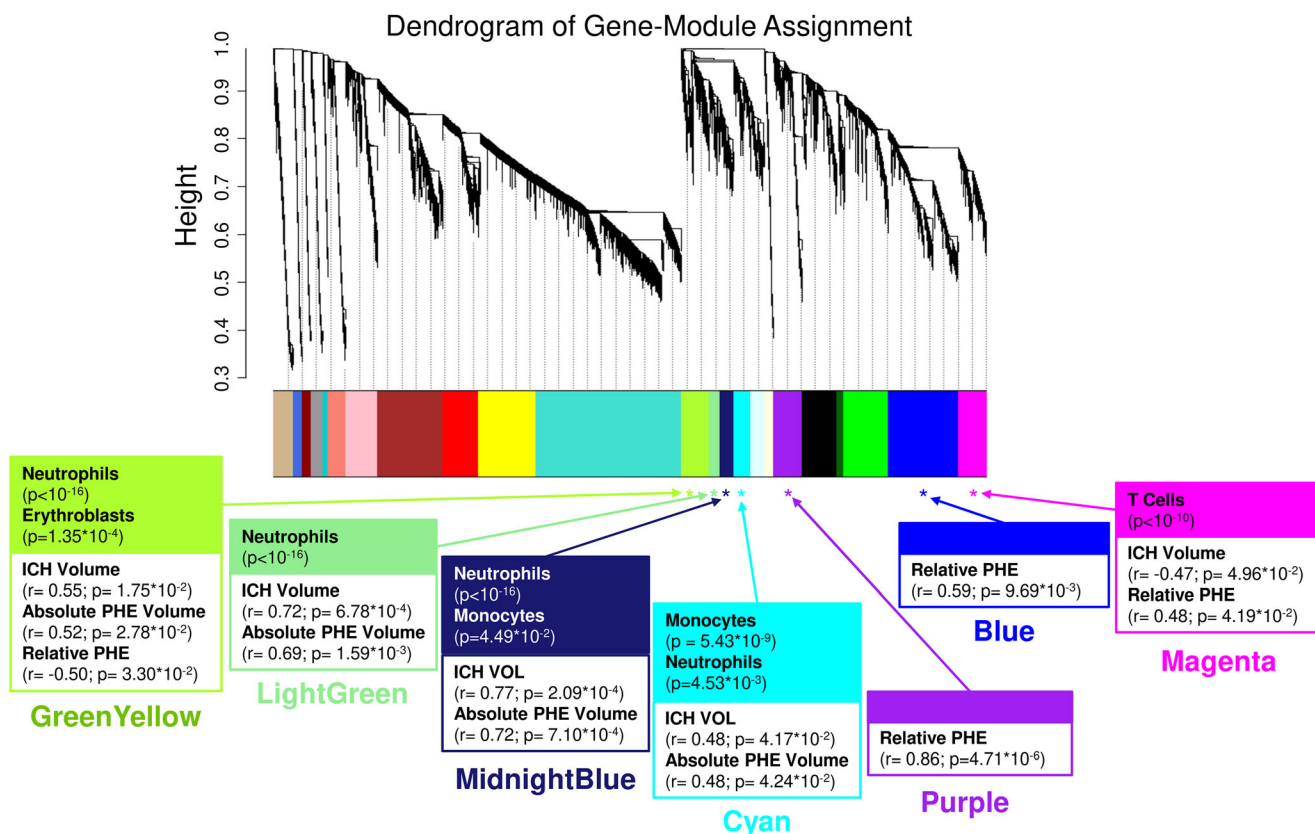 Dendrogram of Gene-Module Assignment
Height
1.0
0.9
0.8
0.7
0.6
0.5
0.4
0.3
* * * * * * *
Neutrophils
(p<10-16)
Erythroblasts
(p=1.35*10-4)
ICH Volume
(r= 0.55; p= 1.75*10-2)
Absolute PHE Volume
(r= 0.52; p= 2.78*10-2)
Relative PHE
(r= -0.50; p= 3.30*10-2)
GreenYellow
Neutrophils
(p<10-16)
ICH Volume
(r= 0.72; p= 6.78*10-4)
Absolute PHE Volume
(r= 0.69; p= 1.59*10-3)
LightGreen
Neutrophils
(p<10-16)
Monocytes
(p=4.49*10-2)
ICH VOL
(r= 0.77; p= 2.09*10-4)
Absolute PHE Volume
(r= 0.72; p= 7.10*10-4)
MidnightBlue
Monocytes
(p = 5.43*10-9)
Neutrophils
(p=4.53*10-3)
ICH VOL
(r= 0.48; p= 4.17*10-2)
Absolute PHE Volume
(r= 0.48; p= 4.24*10-2)
Cyan
Relative PHE
(r= 0.86; p=4.71*10-6)
Purple
Relative PHE
(r= 0.59; p= 9.69*10-3)
Blue
T Cells
(p<10-10)
ICH Volume
(r= -0.47; p= 4.96*10-2)
Relative PHE
(r= 0.48; p= 4.19*10-2)
Magenta